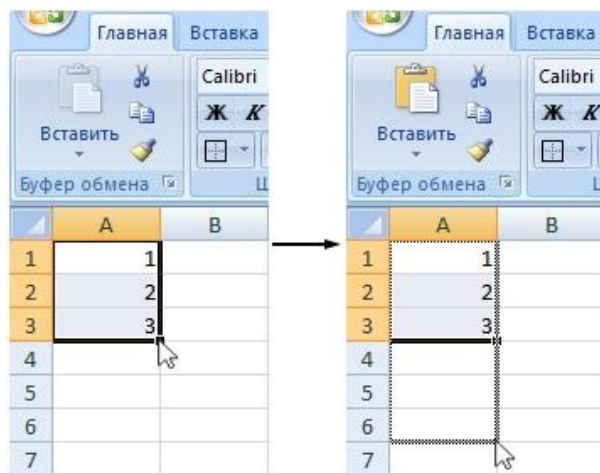 Главная Вставка
Calibri
Ж К
Вставить
Буфер обмена
A B
1 1
2 2
3 3
4
5
6
7
Главная Вставка
Calibri
Ж К
Вставить
Буфер обмена
A B
1 1
2 2
3 3
4
5
6
7